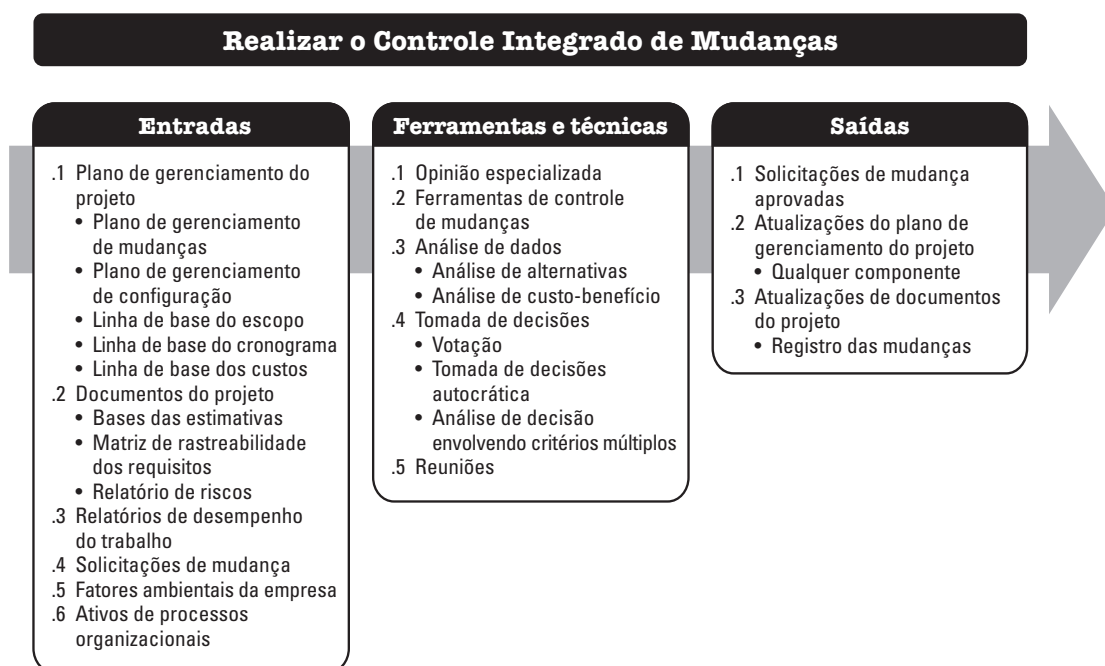 Realizar o Controle Integrado de Mudanças
Entradas
.1 Plano de gerenciamento do
projeto
• Plano de gerenciamento
de mudanças
• Plano de gerenciamento
de configuração
• Linha de base do escopo
• Linha de base do cronograma
• Linha de base dos custos
.2 Documentos do projeto
• Bases das estimativas
• Matriz de rastreabilidade
dos requisitos
• Relatório de riscos
.3 Relatórios de desempenho
do trabalho
.4 Solicitações de mudança
.5 Fatores ambientais da empresa
.6 Ativos de processos
organizacionais
Ferramentas e técnicas
.1 Opinião especializada
.2 Ferramentas de controle
de mudanças
.3 Análise de dados
• Análise de alternativas
• Análise de custo-benefício
.4 Tomada de decisões
• Votação
• Tomada de decisões
autocrática
• Análise de decisão
envolvendo critérios múltiplos
.5 Reuniões
Saídas
.1 Solicitações de mudança
aprovadas
.2 Atualizações do plano de
gerenciamento do projeto
• Qualquer componente
.3 Atualizações de documentos
do projeto
• Registro das mudanças